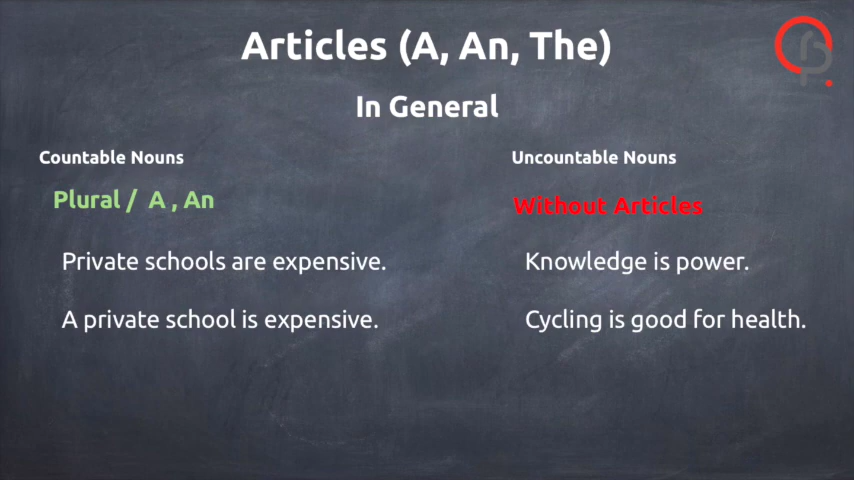 Articles (A, An, The)
In General
Countable Nouns
Plural / A , An
Private schools are expensive.
A private school is expensive.
Uncountable Nouns
Without Articles
Knowledge is power.
Cycling is good for health.